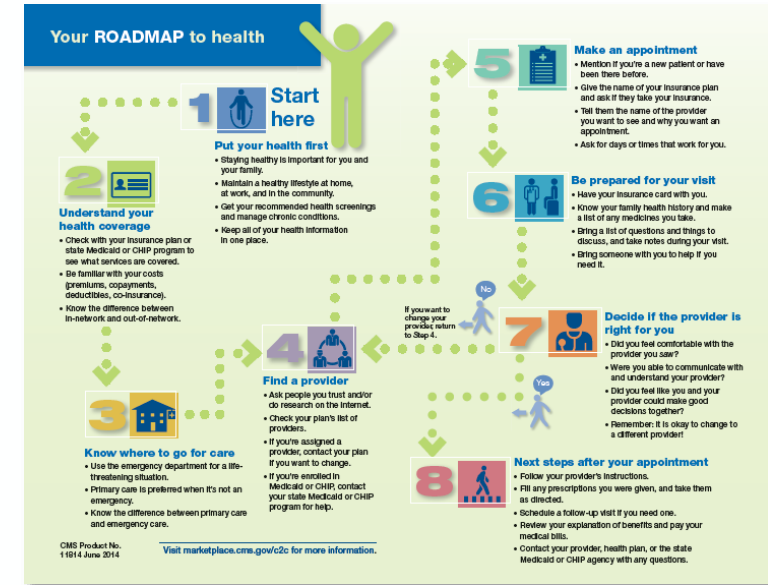 Your ROADMAP to health
1
Start
here
Put your health first
• Staying healthy is important for you and
your family.
• Maintain a healthy lifestyle at home,
at work, and in the community.
• Get your recommended health screenings
and manage chronic conditions.
• Keep all of your health information
in one place.
2
Understand your
health coverage
• Check with your insurance plan or
state Medicaid or CHIP program to
see what services are covered.
• Be familiar with your costs
(premiums, copayments,
deductibles, co-insurance).
• Know the difference between
in-network and out-of-network.
3
Know where to go for care
• Use the emergency department for a life-
threatening situation.
• Primary care is preferred when it's not an
emergency.
• Know the difference between primary care
and emergency care.
4
Find a provider
• Ask people you trust and/or
do research on the internet.
• Check your plan's list of
providers.
• If you're assigned a
provider, contact your plan
if you want to change.
• If you're enrolled in
Medicaid or CHIP, contact
your state Medicaid or CHIP
program for help.
5
Make an appointment
• Mention if you're a new patient or have
been there before.
• Give the name of your insurance plan
and ask if they take your insurance.
• Tell them the name of the provider
you want to see and why you want an
appointment.
• Ask for days or times that work for you.
6
Be prepared for your visit
• Have your insurance card with you.
• Know your family health history and make
a list of any medicines you take.
• Bring a list of questions and things to
discuss, and take notes during your visit.
• Bring someone with you to help if you
need it.
7
Decide if the provider is
right for you
• Did you feel comfortable with the
provider you saw?
• Were you able to communicate with
and understand your provider?
• Did you feel like you and your
provider could make good
decisions together?
• Remember: it is okay to change to
a different provider!
No
If you want to
change your
provider, return
to Step 4.
Yes
8
Next steps after your appointment
• Follow your provider's instructions.
• Fill any prescriptions you were given, and take them
as directed.
• Schedule a follow-up visit if you need one.
• Review your explanation of benefits and pay your
medical bills.
• Contact your provider, health plan, or the state
Medicaid or CHIP agency with any questions.
CMS Product No.
11814 June 2014
Visit marketplace.cms.gov/c2c for more information.